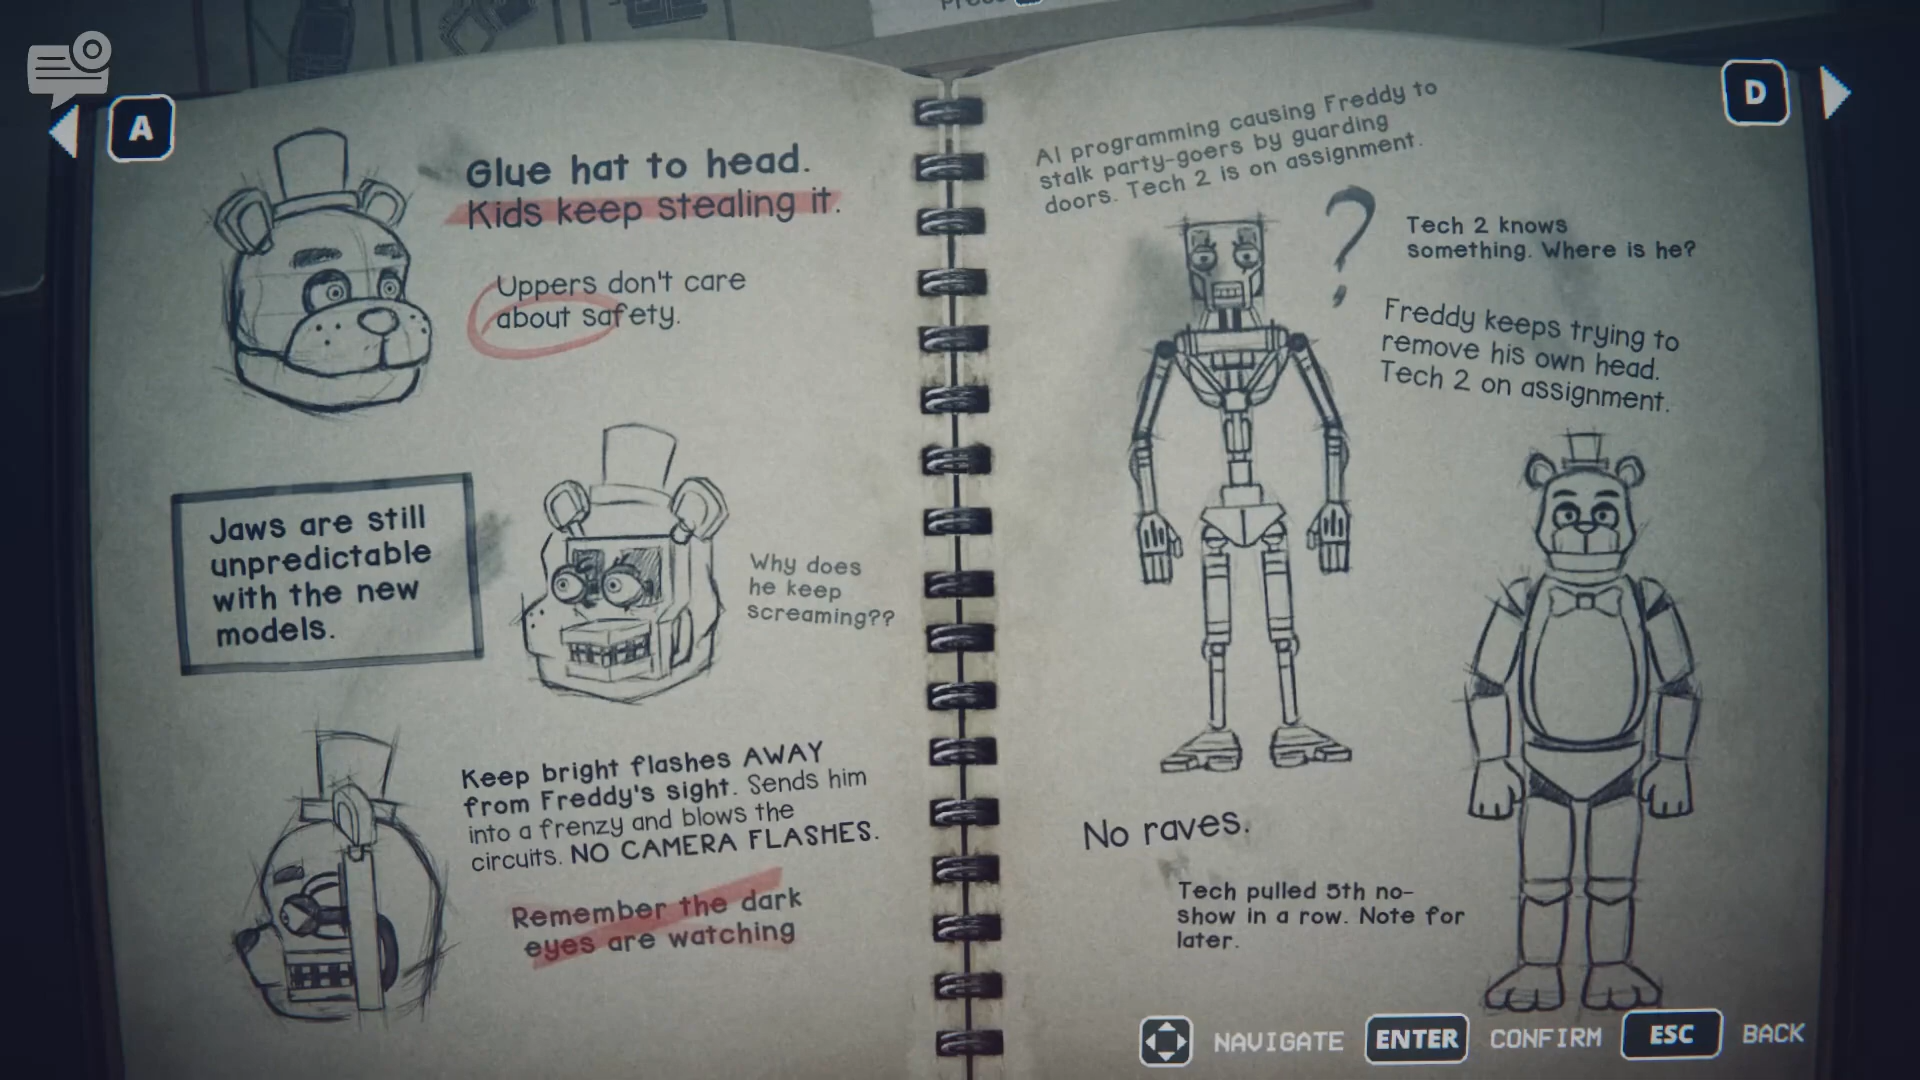 A
D
Glue hat to head.
Kids keep stealing it.
Uppers don't care
about safety.
Jaws are still
unpredictable
with the new
models.
Why does
he keep
screaming??
Keep bright flashes AWAY
from Freddy's sight. Sends him
into a frenzy and blows the
circuits. NO CAMERA FLASHES.
Remember the dark
eyes are watching
AI programming causing Freddy to
stalk party-goers by guarding
doors. Tech 2 is on assignment.
?
Tech 2 knows
something. Where is he?
Freddy keeps trying to
remove his own head.
Tech 2 on assignment.
No raves.
Tech pulled 5th no-
show in a row. Note for
later.
NAVIGATE ENTER CONFIRM ESC BACK